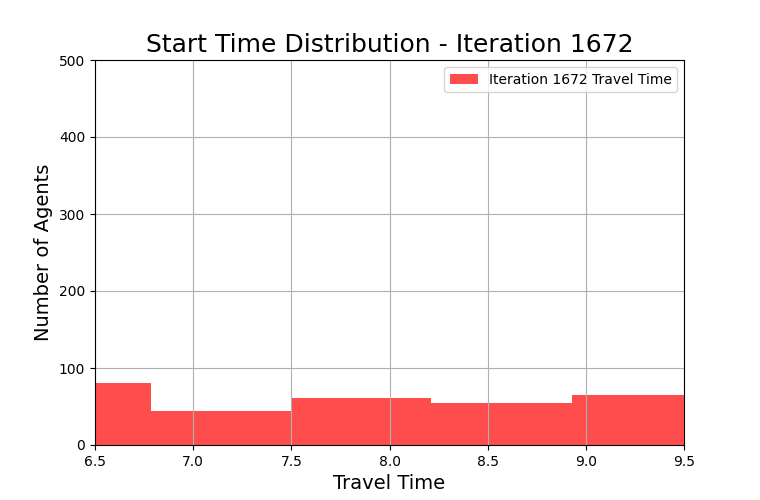 Start Time Distribution - Iteration 1672
Iteration 1672 Travel Time
Number of Agents
500
400
300
200
100
0
6.5 7.0 7.5 8.0 8.5 9.0 9.5
Travel Time